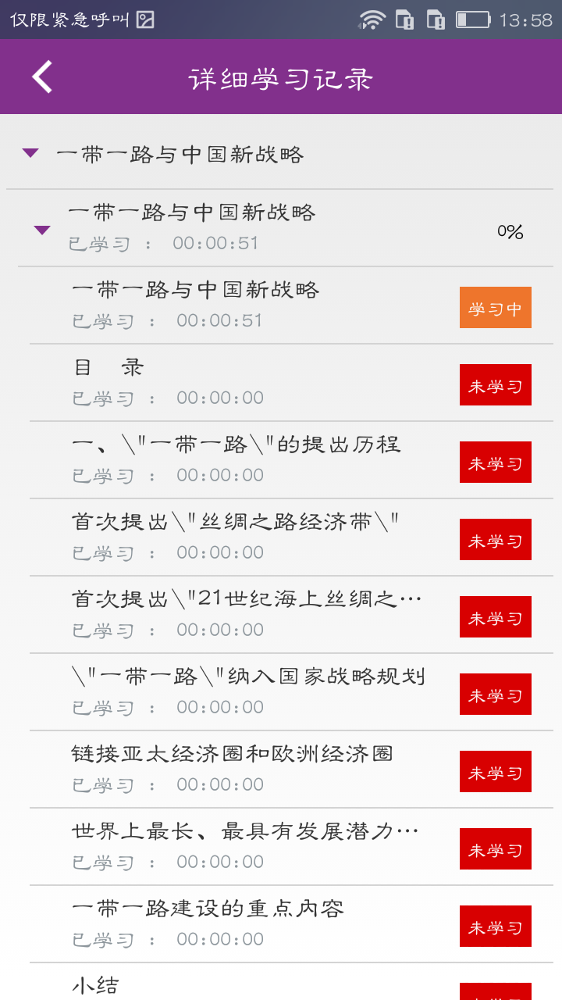 仅限紧急呼叫 13:58
详细学习记录
一带一路与中国新战略
一带一路与中国新战略
已学习 : 00:00:51
0%
一带一路与中国新战略
已学习 : 00:00:51
学习中
目 录
已学习 : 00:00:00
未学习
一、\"一带一路\"的提出历程
已学习 : 00:00:00
未学习
首次提出\"丝绸之路经济带\"
已学习 : 00:00:00
未学习
首次提出\"21世纪海上丝绸之…
已学习 : 00:00:00
未学习
\"一带一路\"纳入国家战略规划
已学习 : 00:00:00
未学习
链接亚太经济圈和欧洲经济圈
已学习 : 00:00:00
未学习
世界上最长、最具有发展潜力…
已学习 : 00:00:00
未学习
一带一路建设的重点内容
已学习 : 00:00:00
未学习
小结